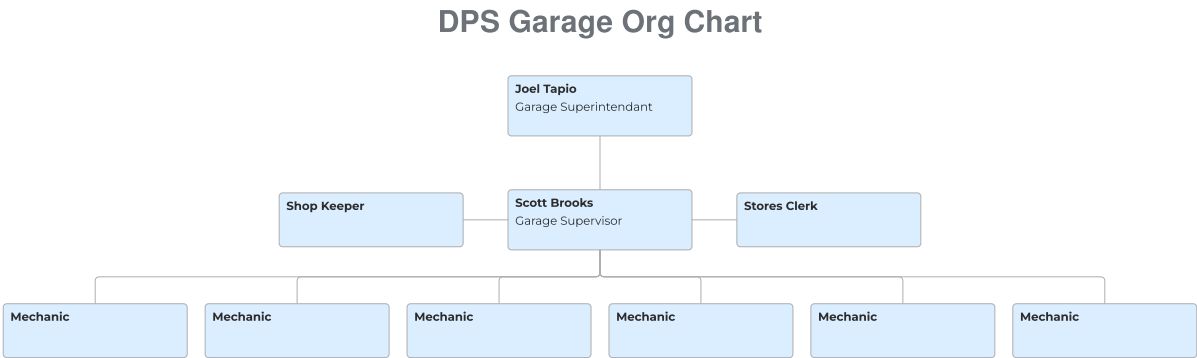 DPS Garage Org Chart
Joel Tapio
Garage Superintendant
Shop Keeper
Scott Brooks
Garage Supervisor
Stores Clerk
Mechanic
Mechanic
Mechanic
Mechanic
Mechanic
Mechanic